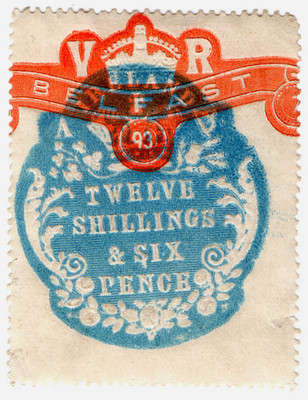 V R
BELFAST
93
TWELVE
SHILLINGS
& SIX
PENCE